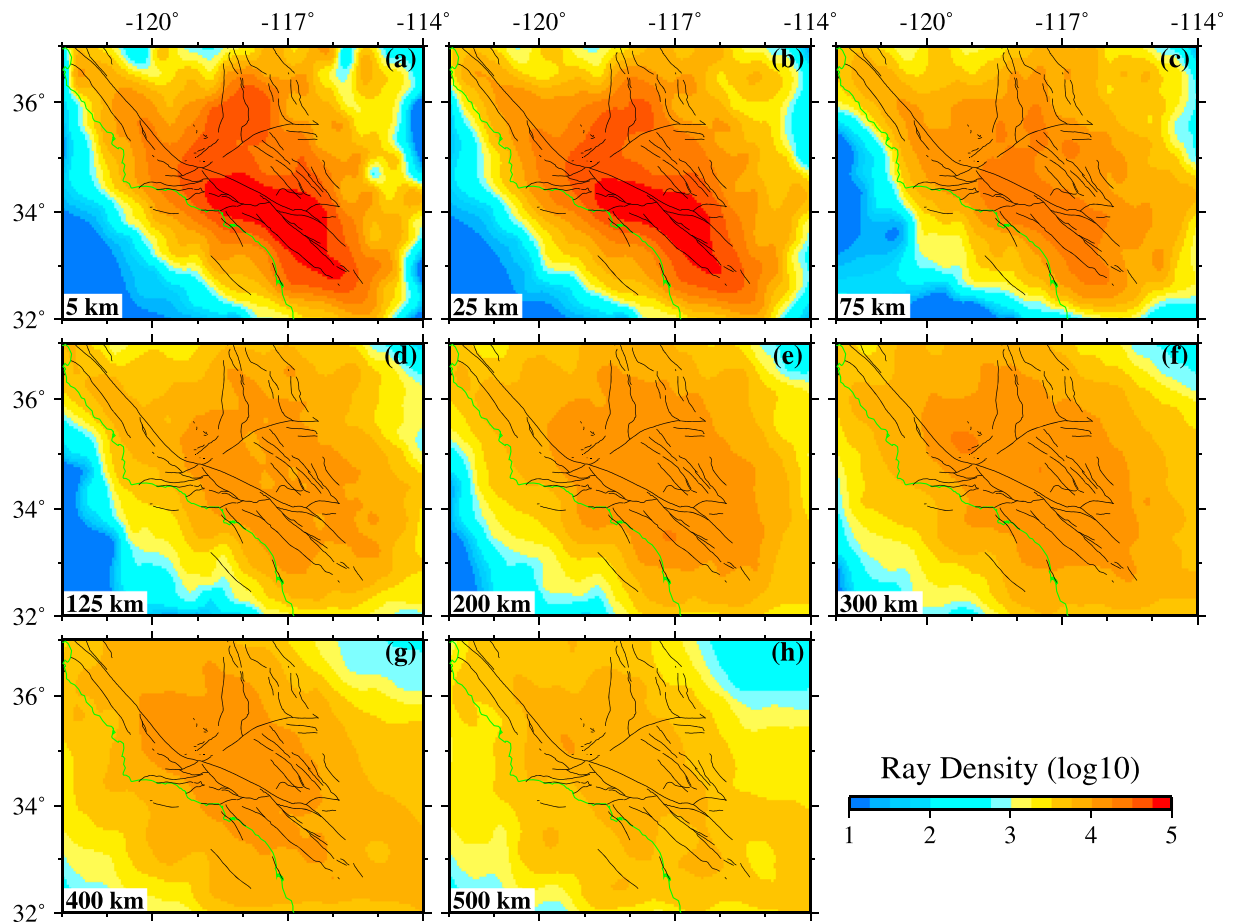 -120° -117° -114° -120° -117° -114° -120° -117° -114°
36° (a) (b) (c)
34°
32° 5 km 25 km 75 km
36° (d) (e) (f)
34°
32° 125 km 200 km 300 km
36° (g) (h)
34°
32° 400 km 500 km
Ray Density (log10)
1 2 3 4 5